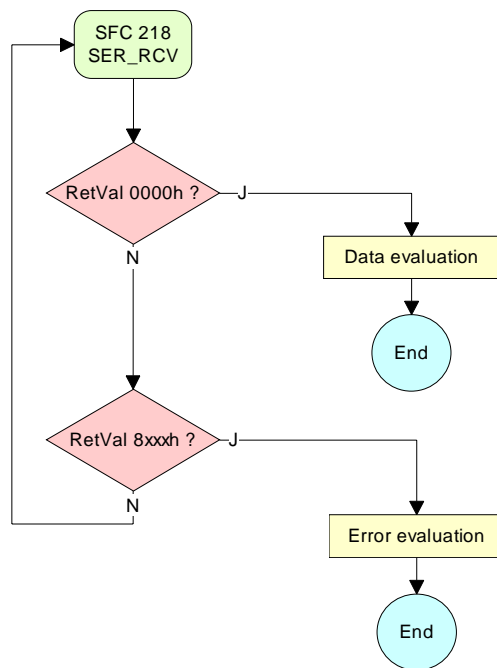 SFC 218
SER_RCV
RetVal 0000h ?
J
N
Data evaluation
End
RetVal 8xxxh ?
J
N
Error evaluation
End